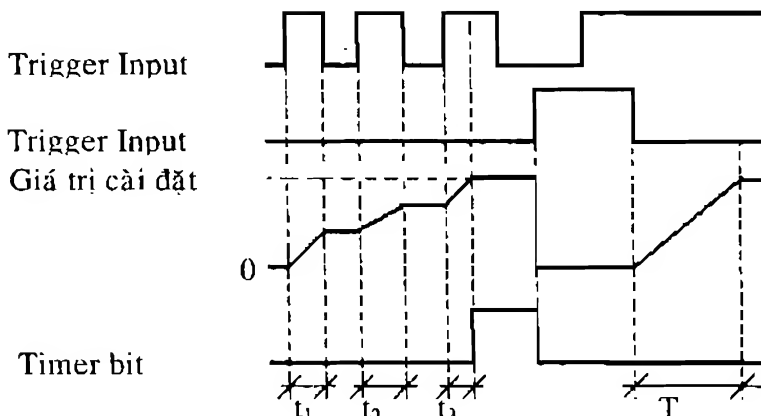 Trigger Input
Trigger Input
Giá trị cài đặt
0
Timer bit
t₁ t₂ t₃ T